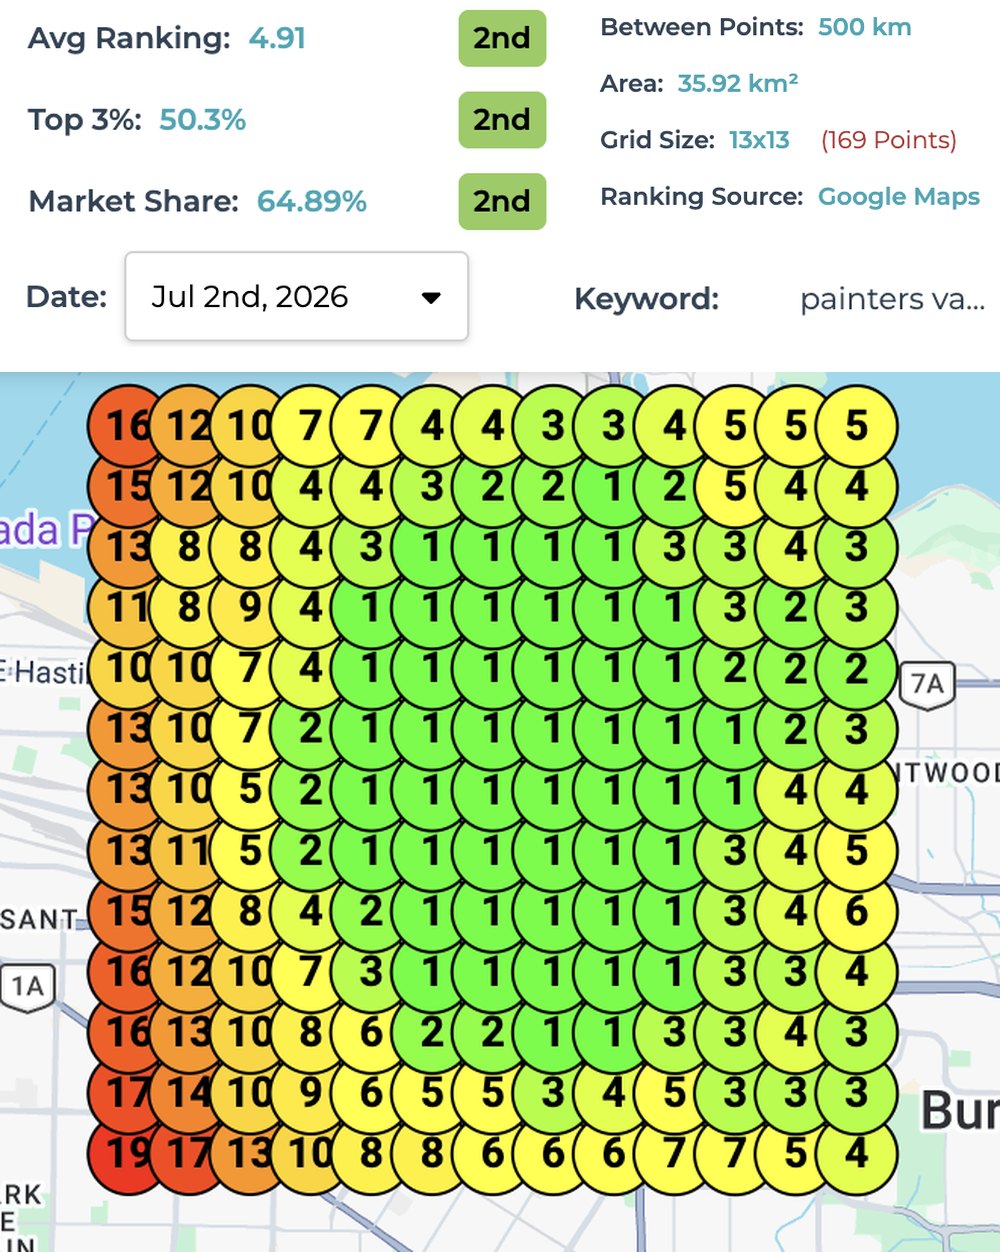 Avg Ranking: 4.91 2nd
Between Points: 500 km
Area: 35.92 km²
Top 3%: 50.3% 2nd
Grid Size: 13x13 (169 Points)
Market Share: 64.89% 2nd
Ranking Source: Google Maps
Date: Jul 2nd, 2026
Keyword: painters va...
16 12 10 7 7 4 4 3 3 4 5 5 5
15 12 10 4 4 3 2 2 1 2 5 4 4
ada P
13 8 8 4 3 1 1 1 1 3 3 4 3
11 8 9 4 1 1 1 1 1 1 3 2 3
E Hasti
10 10 7 4 1 1 1 1 1 1 2 2 2
7A
13 10 7 2 1 1 1 1 1 1 1 2 3
NTWOOD
13 10 5 2 1 1 1 1 1 1 1 4 4
13 11 5 2 1 1 1 1 1 1 3 4 5
SANT
15 12 8 4 2 1 1 1 1 1 3 4 6
1A
16 12 10 7 3 1 1 1 1 1 3 3 4
16 13 10 8 6 2 2 1 1 3 3 4 3
17 14 10 9 6 5 5 3 4 5 3 3 3
Bur
19 17 13 10 8 8 6 6 6 7 7 5 4
RK
E
IN